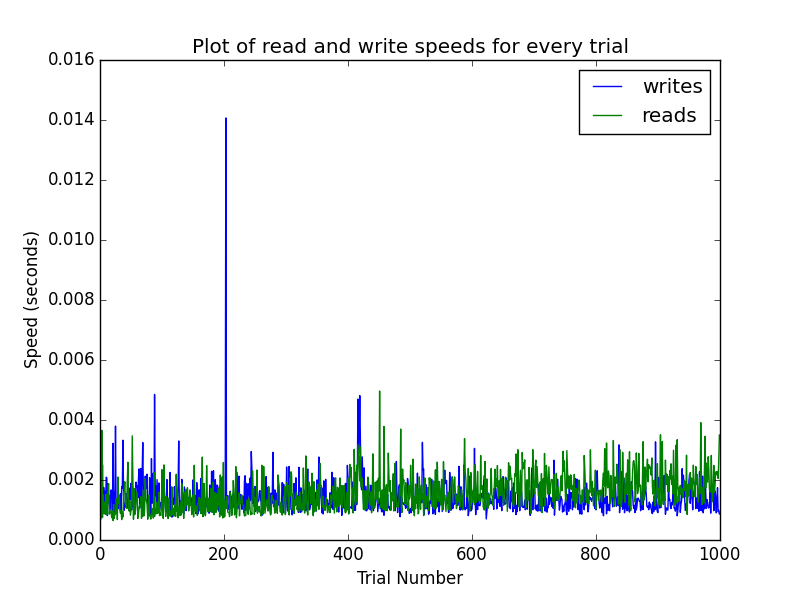 Plot of read and write speeds for every trial
0.016
0.014
0.012
0.010
0.008
0.006
0.004
0.002
0.000
Speed (seconds)
writes
reads
0 200 400 600 800 1000
Trial Number